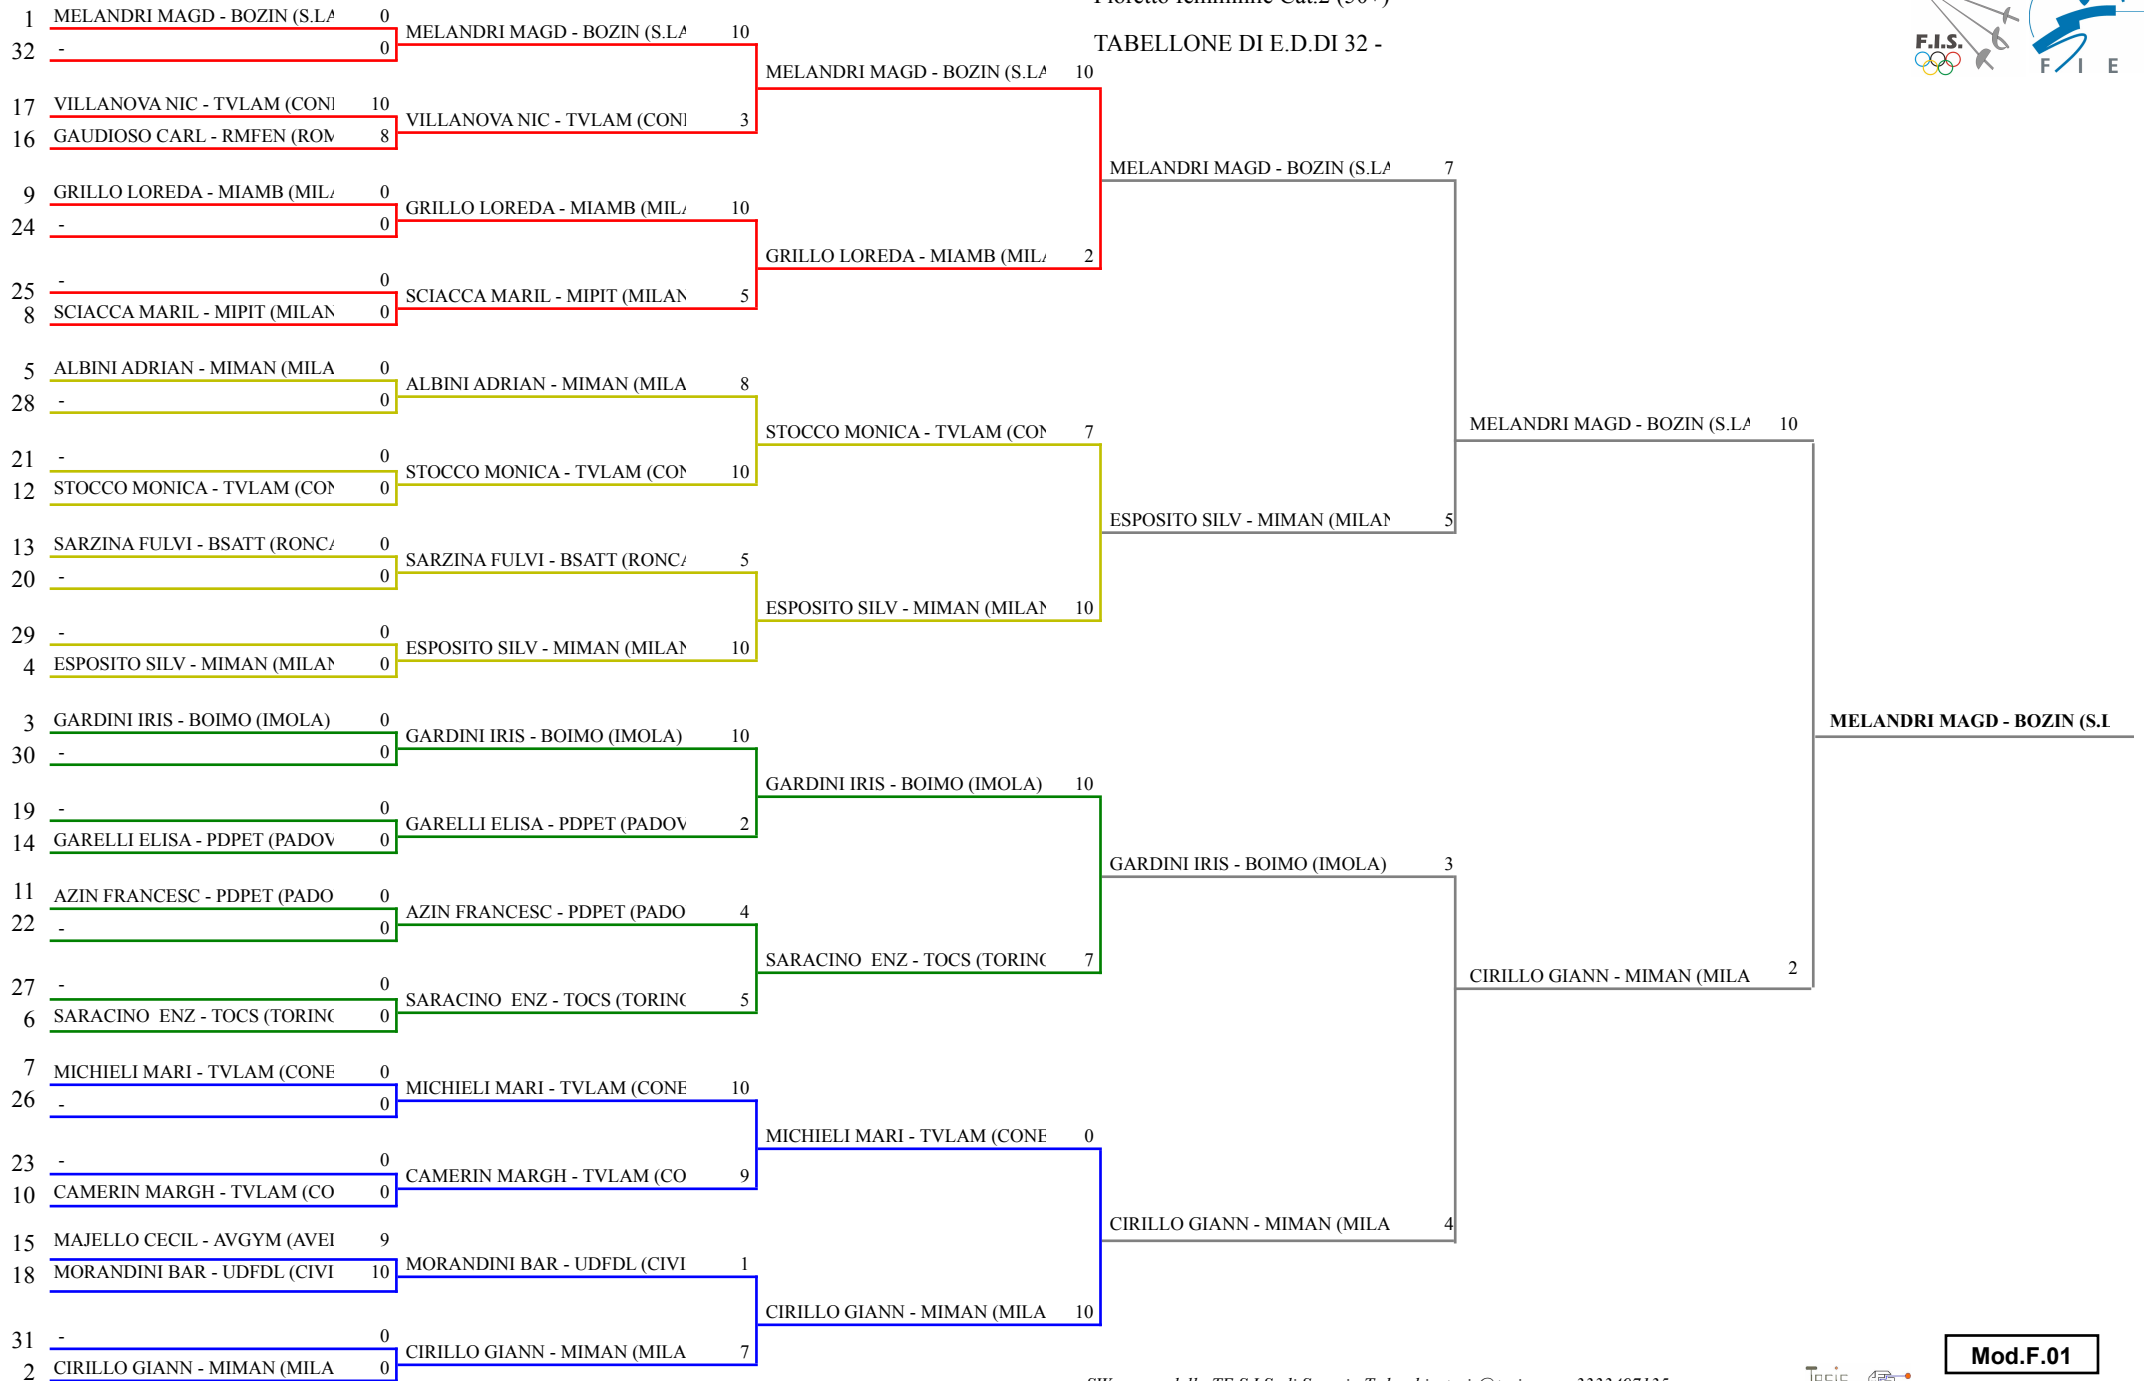 Fioretto femminile Cat.2 (50+)
TABELLONE DI E.D.DI 32 -
F.I.S.
F I E
1 MELANDRI MAGD - BOZIN (S.LA 0
32 - 0
17 VILLANOVA NIC - TVLAM (CONI 10
16 GAUDIOSO CARL - RMFEN (ROM 8
9 GRILLO LOREDA - MIAMB (MILA 0
24 - 0
25 - 0
8 SCIACCA MARIL - MIPIT (MILAN 0
5 ALBINI ADRIAN - MIMAN (MILA 0
28 - 0
21 - 0
12 STOCCO MONICA - TVLAM (CON 0
13 SARZINA FULVI - BSATT (RONCA 0
20 - 0
29 - 0
4 ESPOSITO SILV - MIMAN (MILAN 0
3 GARDINI IRIS - BOIMO (IMOLA) 0
30 - 0
19 - 0
14 GARELLI ELISA - PDPET (PADOV 0
11 AZIN FRANCESC - PDPET (PADO 0
22 - 0
27 - 0
6 SARACINO ENZ - TOCS (TORINO 0
7 MICHIELI MARI - TVLAM (CONE 0
26 - 0
23 - 0
10 CAMERIN MARGH - TVLAM (CO 0
15 MAJELLO CECIL - AVGYM (AVEI 9
18 MORANDINI BAR - UDFDL (CIVI 10
31 - 0
2 CIRILLO GIANN - MIMAN (MILA 0
MELANDRI MAGD - BOZIN (S.LA 10
VILLANOVA NIC - TVLAM (CONI 3
GRILLO LOREDA - MIAMB (MILA 10
SCIACCA MARIL - MIPIT (MILAN 5
ALBINI ADRIAN - MIMAN (MILA 8
STOCCO MONICA - TVLAM (CON 10
SARZINA FULVI - BSATT (RONCA 5
ESPOSITO SILV - MIMAN (MILAN 10
GARDINI IRIS - BOIMO (IMOLA) 10
GARELLI ELISA - PDPET (PADOV 2
AZIN FRANCESC - PDPET (PADO 4
SARACINO ENZ - TOCS (TORINO 5
MICHIELI MARI - TVLAM (CONE 10
CAMERIN MARGH - TVLAM (CO 9
MORANDINI BAR - UDFDL (CIVI 1
CIRILLO GIANN - MIMAN (MILA 7
MELANDRI MAGD - BOZIN (S.LA 10
GRILLO LOREDA - MIAMB (MILA 2
STOCCO MONICA - TVLAM (CON 7
ESPOSITO SILV - MIMAN (MILAN 10
GARDINI IRIS - BOIMO (IMOLA) 10
SARACINO ENZ - TOCS (TORINO 7
MICHIELI MARI - TVLAM (CONE 0
CIRILLO GIANN - MIMAN (MILA 10
MELANDRI MAGD - BOZIN (S.LA 7
ESPOSITO SILV - MIMAN (MILAN 5
GARDINI IRIS - BOIMO (IMOLA) 3
CIRILLO GIANN - MIMAN (MILA 4
MELANDRI MAGD - BOZIN (S.LA 10
CIRILLO GIANN - MIMAN (MILA 2
MELANDRI MAGD - BOZIN (S.L
Mod.F.01